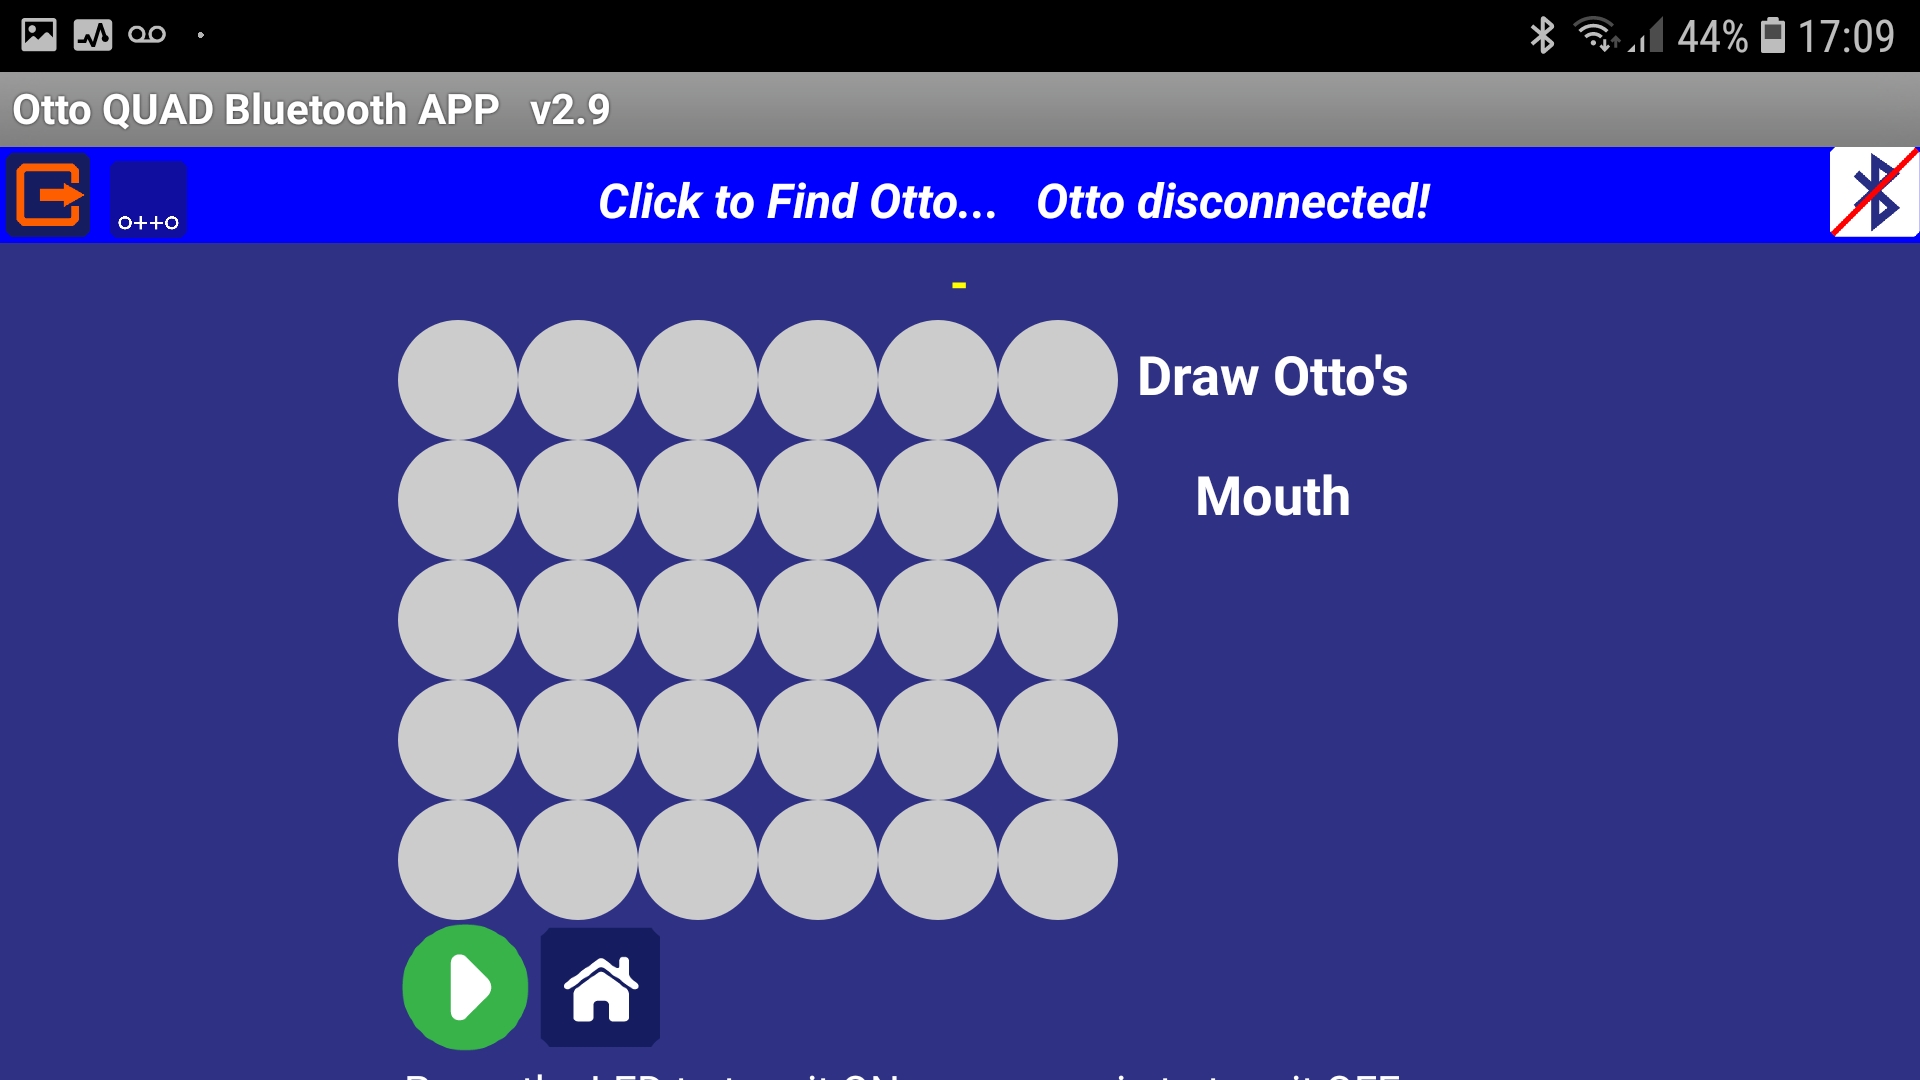 44% 17:09
Otto QUAD Bluetooth APP v2.9
o++o
Click to Find Otto... Otto disconnected!
-
Draw Otto's
Mouth